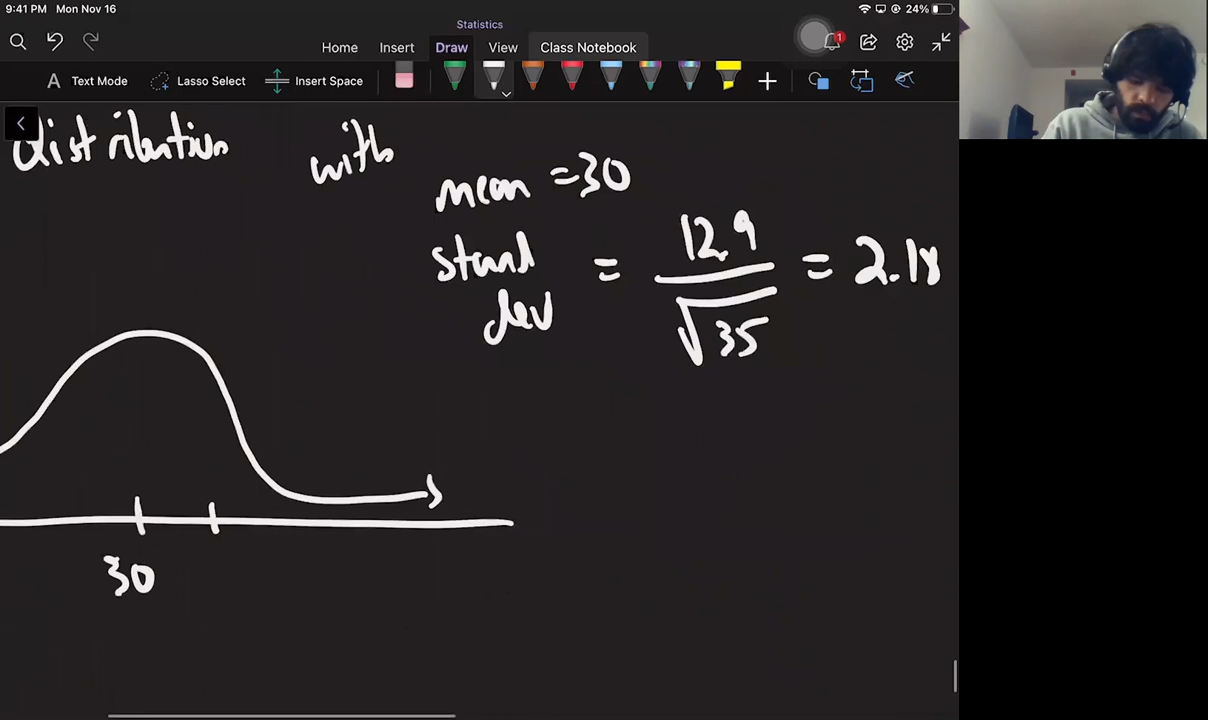 9:41 PM Mon Nov 16
24%
Statistics
Home Insert Draw View Class Notebook
1
Text Mode Lasso Select Insert Space
distribution with
mean = 30
stand dev = 12.9 / √35 = 2.18
30